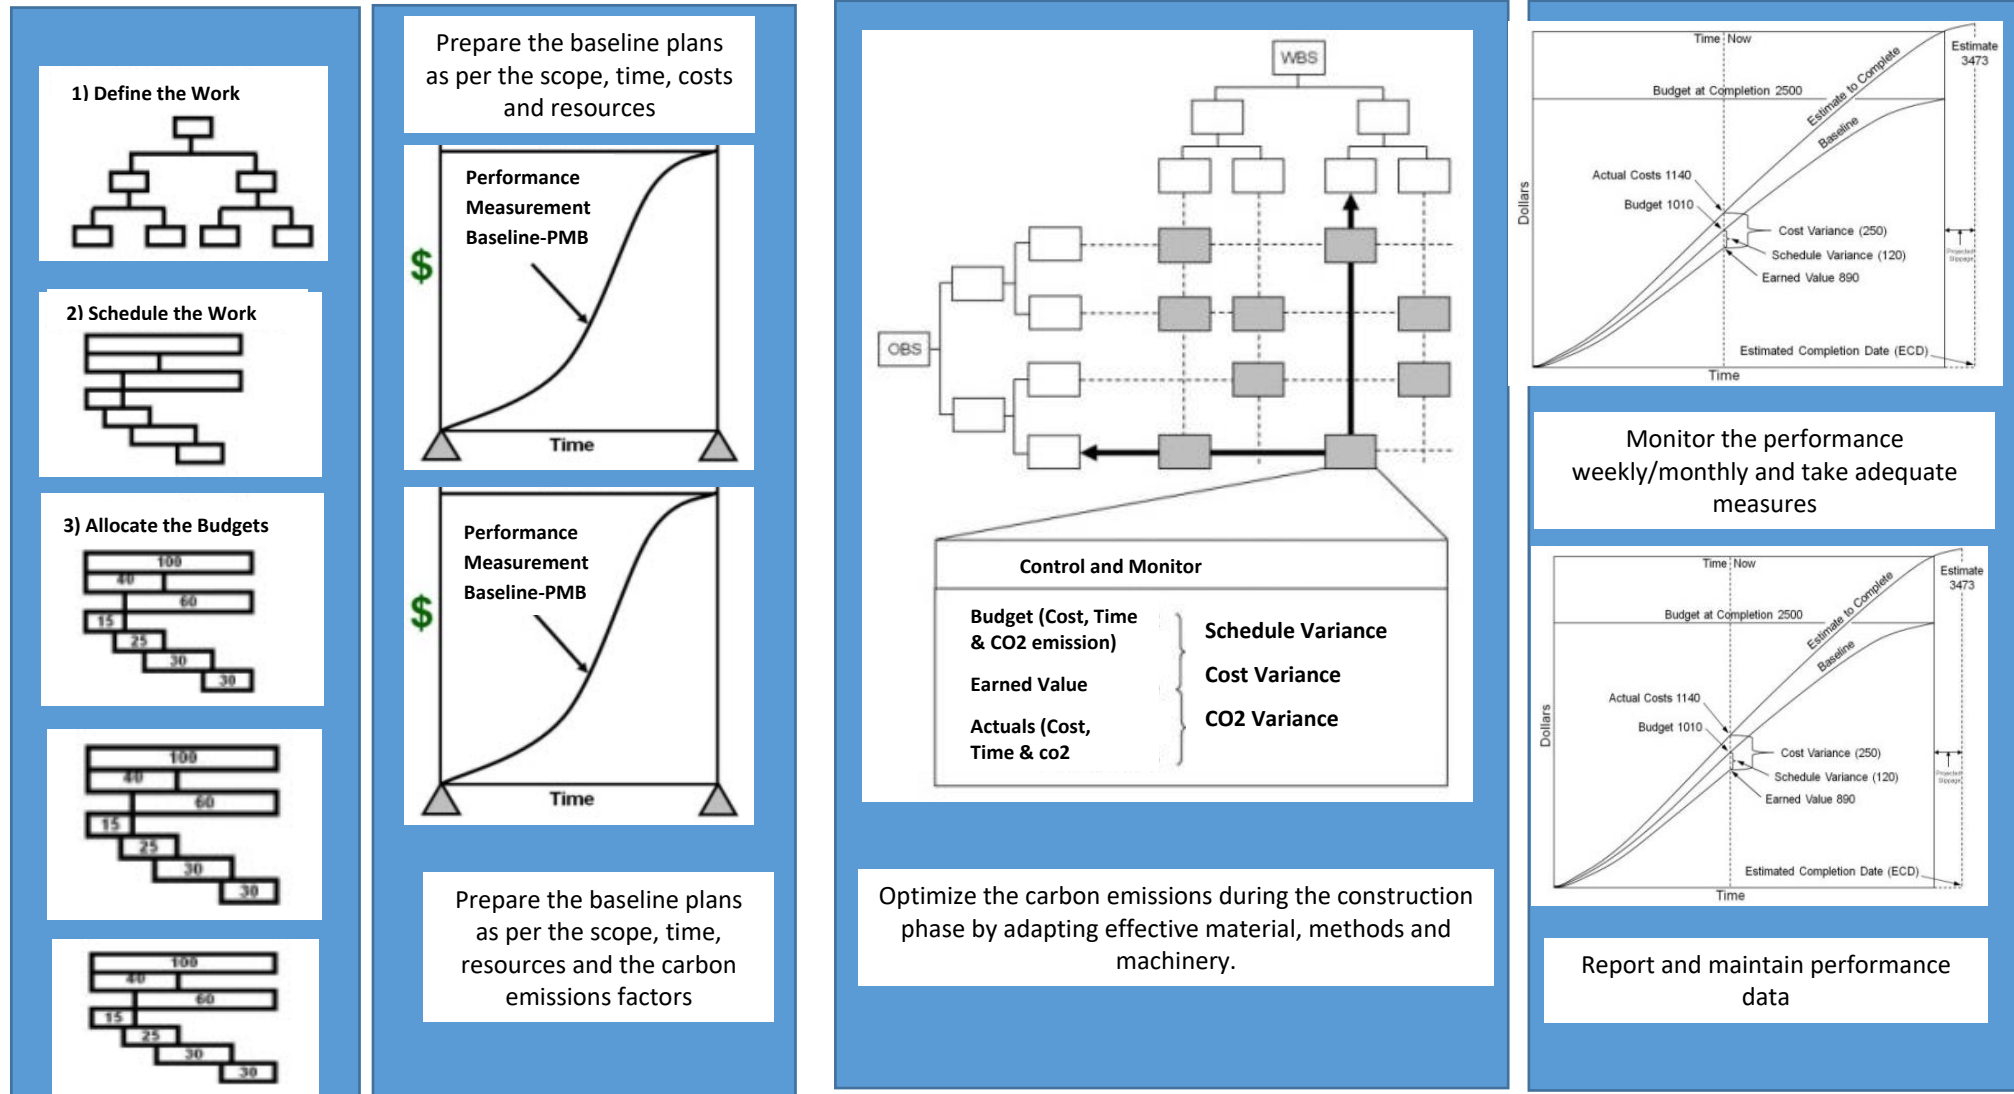 1) Define the Work
2) Schedule the Work
3) Allocate the Budgets
100
40
60
15
25
30
30
100
40
60
15
25
30
30
100
40
60
15
25
30
30
Prepare the baseline plans
as per the scope, time, costs
and resources
Performance
Measurement
Baseline-PMB
$
Time
Performance
Measurement
Baseline-PMB
$
Time
Prepare the baseline plans
as per the scope, time,
resources and the carbon
emissions factors
WBS
OBS
Control and Monitor
Budget (Cost, Time
& CO2 emission)
Earned Value
Actuals (Cost,
Time & co2
Schedule Variance
Cost Variance
CO2 Variance
Optimize the carbon emissions during the construction
phase by adapting effective material, methods and
machinery.
Time Now
Estimate
3473
Budget at Completion 2500
Estimate to Complete
Baseline
Actual Costs 1140
Budget 1010
Dollars
Cost Variance (250)
Schedule Variance (120)
Earned Value 890
Projected
Slippage
Estimated Completion Date (ECD)
Time
Monitor the performance
weekly/monthly and take adequate
measures
Time Now
Estimate
3473
Budget at Completion 2500
Estimate to Complete
Baseline
Actual Costs 1140
Budget 1010
Dollars
Cost Variance (250)
Schedule Variance (120)
Earned Value 890
Projected
Slippage
Estimated Completion Date (ECD)
Time
Report and maintain performance
data